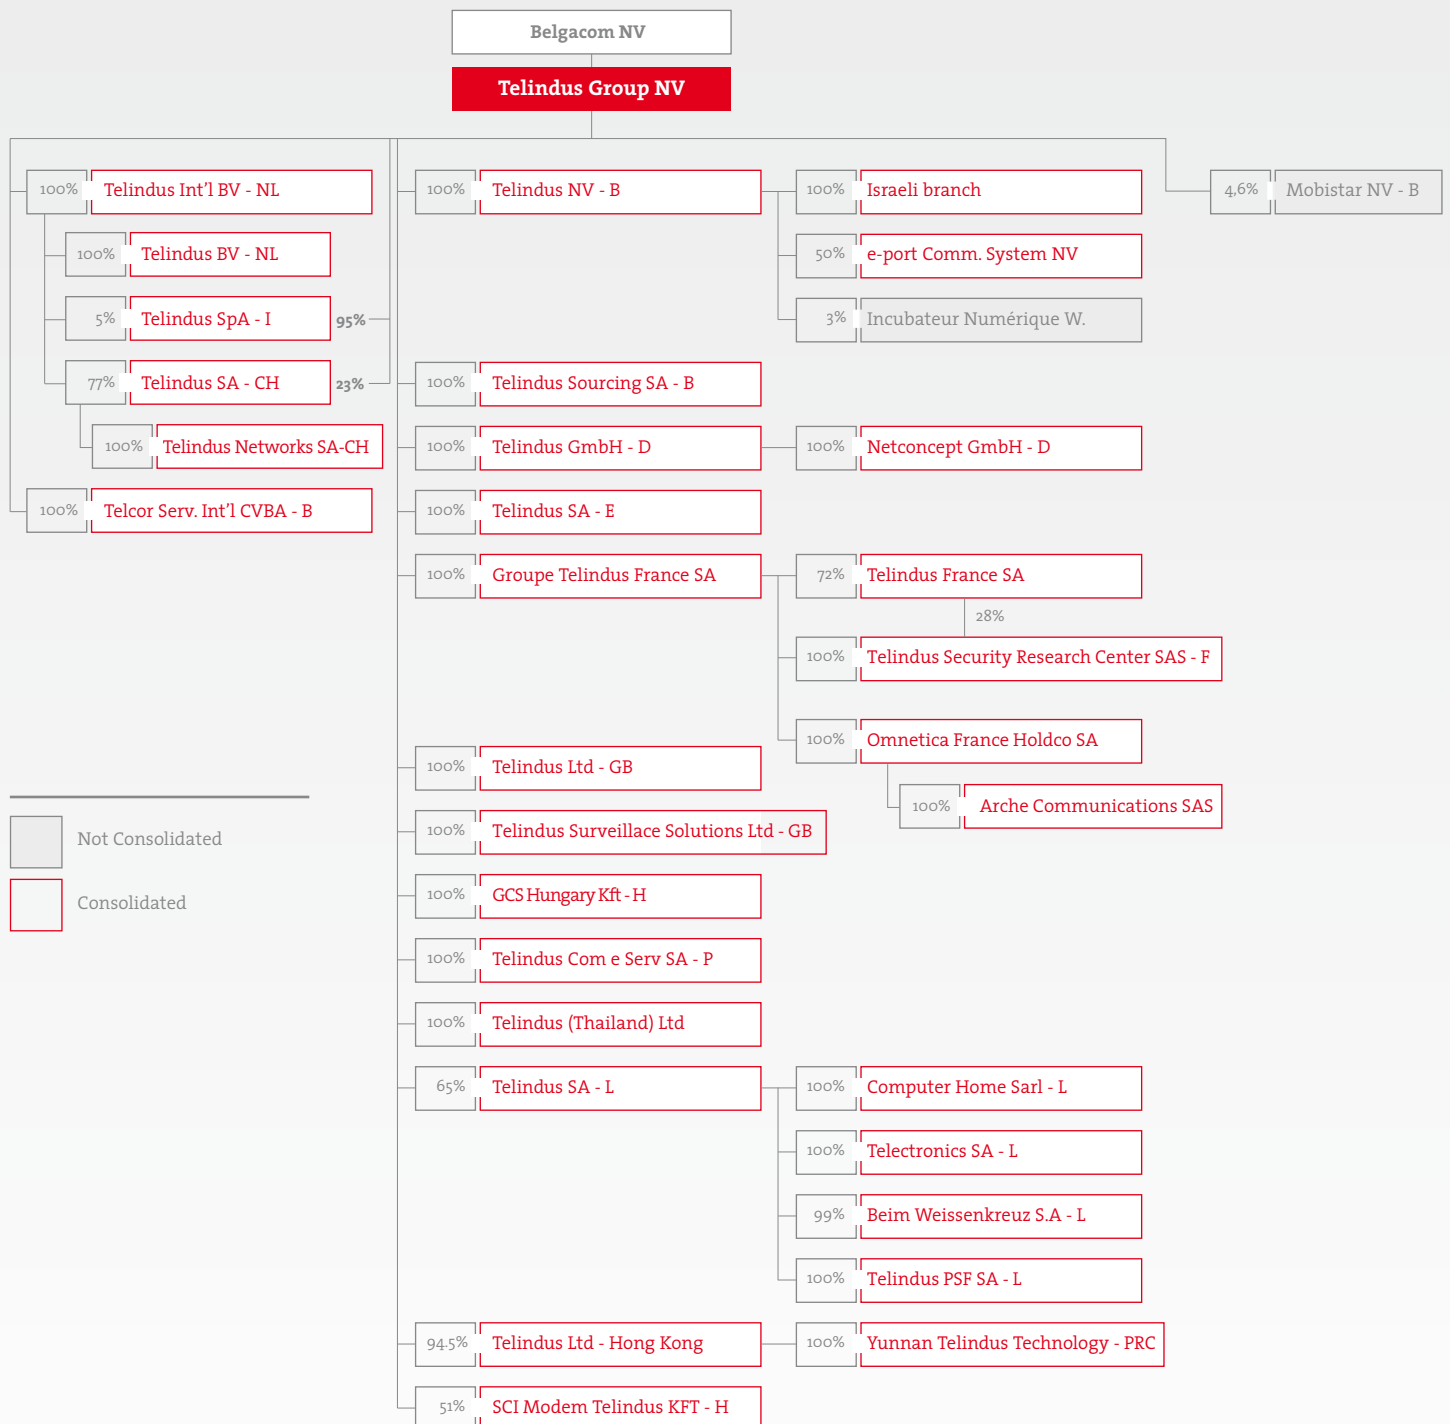 Belgacom NV
Telindus Group NV
100% Telindus Int'l BV - NL
100% Telindus BV - NL
5% Telindus SpA - I 95%
77% Telindus SA - CH 23%
100% Telindus Networks SA-CH
100% Telcor Serv. Int'l CVBA - B
100% Telindus NV - B
100% Israeli branch
50% e-port Comm. System NV
3% Incubateur Numérique W.
4,6% Mobistar NV - B
100% Telindus Sourcing SA - B
100% Telindus GmbH - D
100% Netconcept GmbH - D
100% Telindus SA - E
100% Groupe Telindus France SA
72% Telindus France SA
28%
100% Telindus Security Research Center SAS - F
100% Omnetica France Holdco SA
100% Arche Communications SAS
100% Telindus Ltd - GB
100% Telindus Surveillace Solutions Ltd - GB
100% GCS Hungary Kft - H
100% Telindus Com e Serv SA - P
100% Telindus (Thailand) Ltd
65% Telindus SA - L
100% Computer Home Sarl - L
100% Telectronics SA - L
99% Beim Weissenkreuz S.A - L
100% Telindus PSF SA - L
94.5% Telindus Ltd - Hong Kong
100% Yunnan Telindus Technology - PRC
51% SCI Modem Telindus KFT - H
Not Consolidated
Consolidated